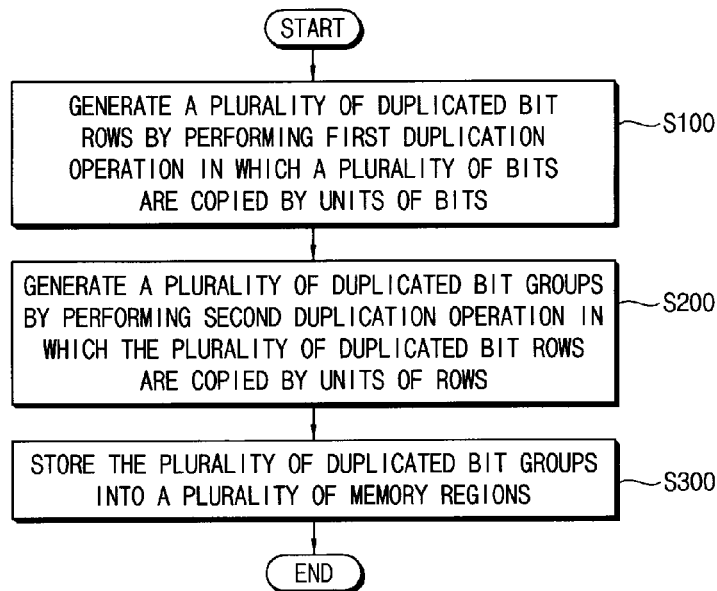 START
GENERATE A PLURALITY OF DUPLICATED BIT
ROWS BY PERFORMING FIRST DUPLICATION
OPERATION IN WHICH A PLURALITY OF BITS
ARE COPIED BY UNITS OF BITS
S100
GENERATE A PLURALITY OF DUPLICATED BIT GROUPS
BY PERFORMING SECOND DUPLICATION OPERATION IN
WHICH THE PLURALITY OF DUPLICATED BIT ROWS
ARE COPIED BY UNITS OF ROWS
S200
STORE THE PLURALITY OF DUPLICATED BIT GROUPS
INTO A PLURALITY OF MEMORY REGIONS
S300
END